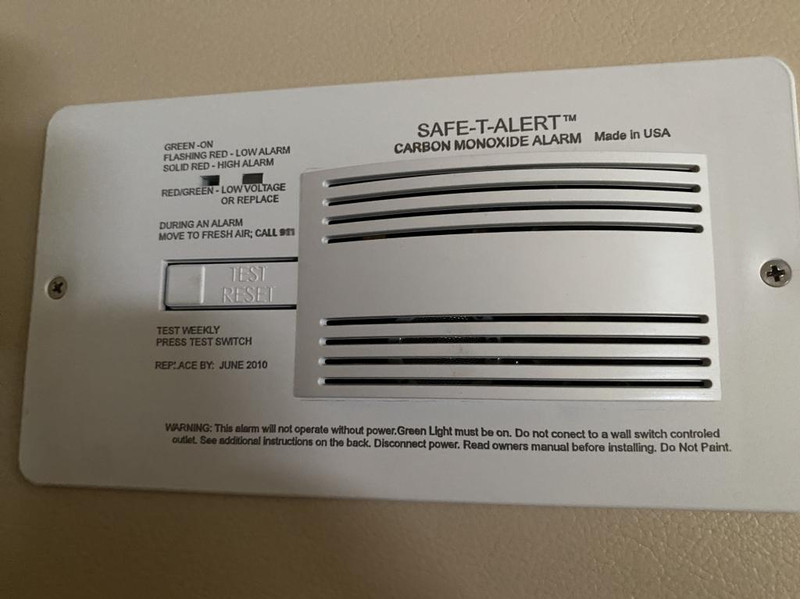 SAFE-T-ALERT™
CARBON MONOXIDE ALARM Made in USA
GREEN -ON
FLASHING RED - LOW ALARM
SOLID RED - HIGH ALARM
RED/GREEN - LOW VOLTAGE
OR REPLACE
DURING AN ALARM
MOVE TO FRESH AIR; CALL 911
TEST
RESET
TEST WEEKLY
PRESS TEST SWITCH
REPLACE BY: JUNE 2010
WARNING: This alarm will not operate without power.Green Light must be on. Do not conect to a wall switch controled
outlet. See additional instructions on the back. Disconnect power. Read owners manual before installing. Do Not Paint.